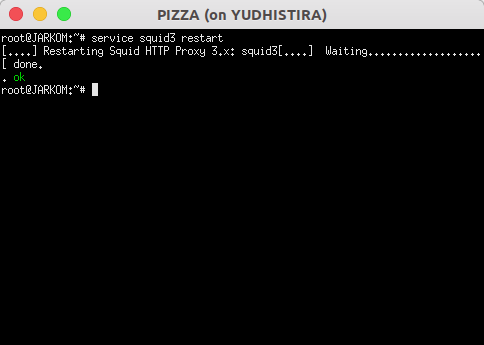 PIZZA (on YUDHISTIRA)
root@JARKOM:~# service squid3 restart
[....] Restarting Squid HTTP Proxy 3.x: squid3[....]  Waiting...................
[ done.
. ok
root@JARKOM:~#